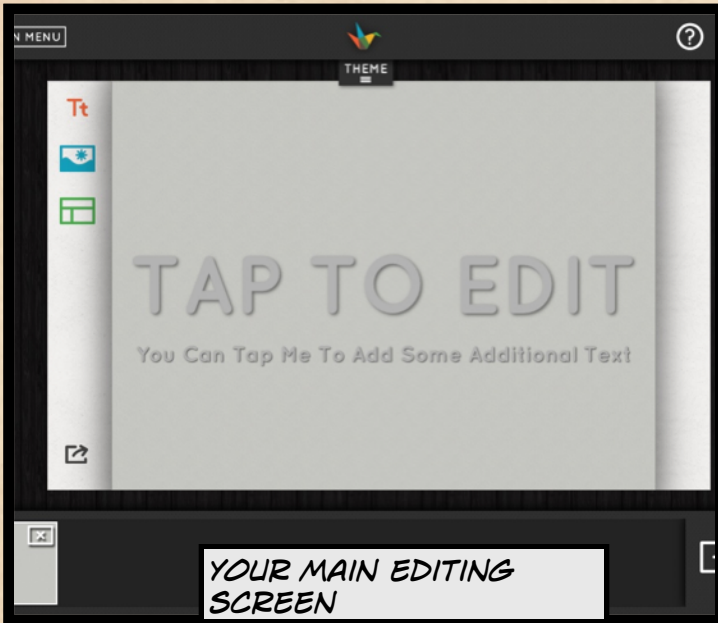 N MENU
THEME
Tt
TAP TO EDIT
You Can Tap Me To Add Some Additional Text
YOUR MAIN EDITING
SCREEN